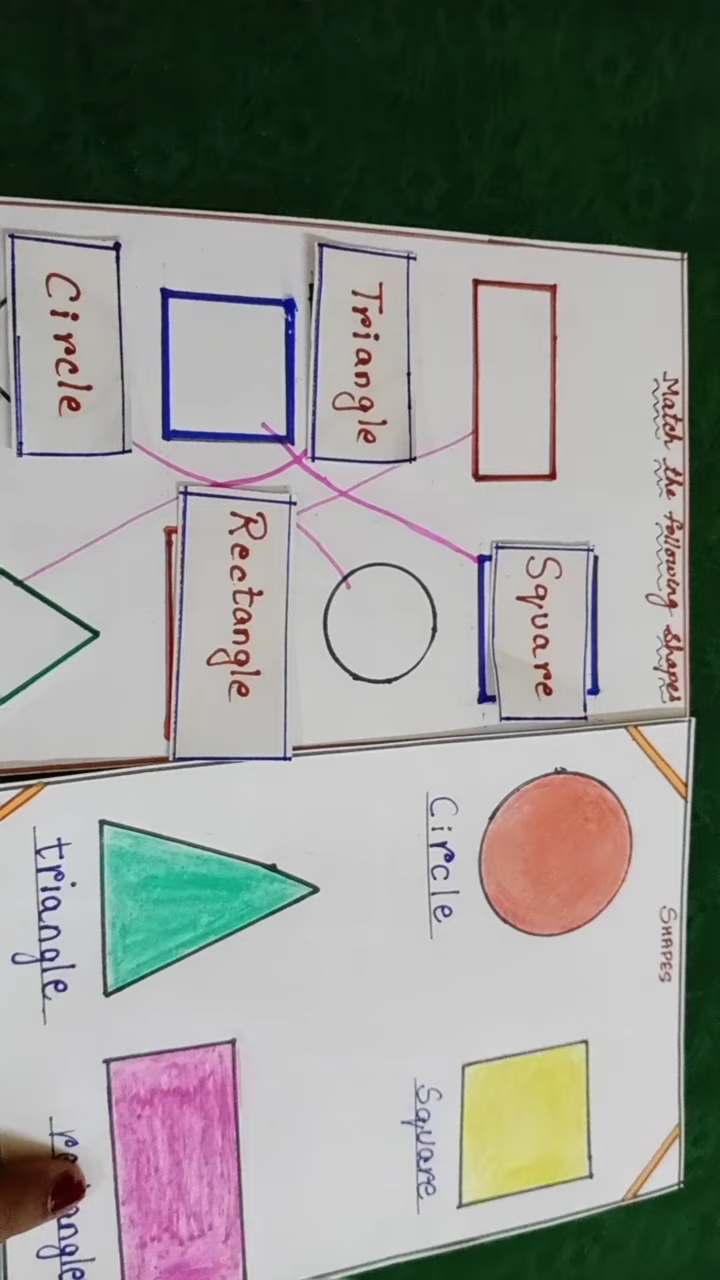 Match the following shapes
Square
Triangle
Rectangle
Circle
SHAPES
Circle
Square
triangle